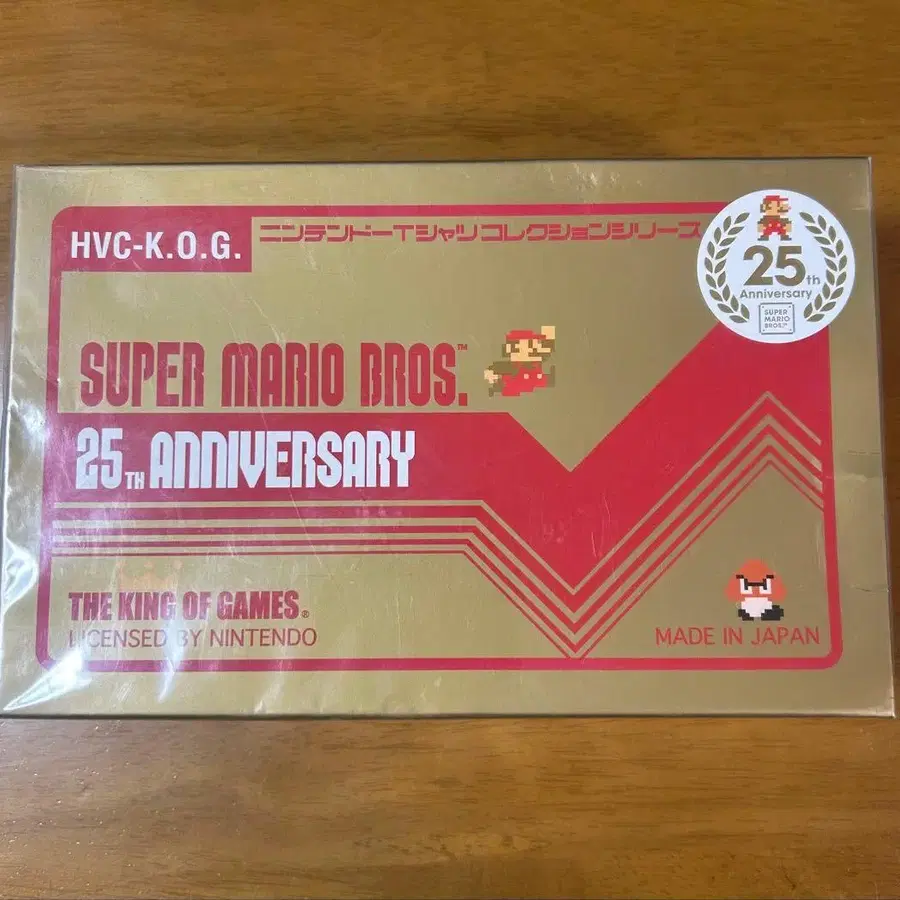 HVC-K.O.G.
ニンテンドーTシャツコレクションシリーズ
25th
Anniversary
SUPER
MARIO
BROS.™
SUPER MARIO BROS.™
25TH ANNIVERSARY
THE KING OF GAMES®
LICENSED BY NINTENDO
MADE IN JAPAN